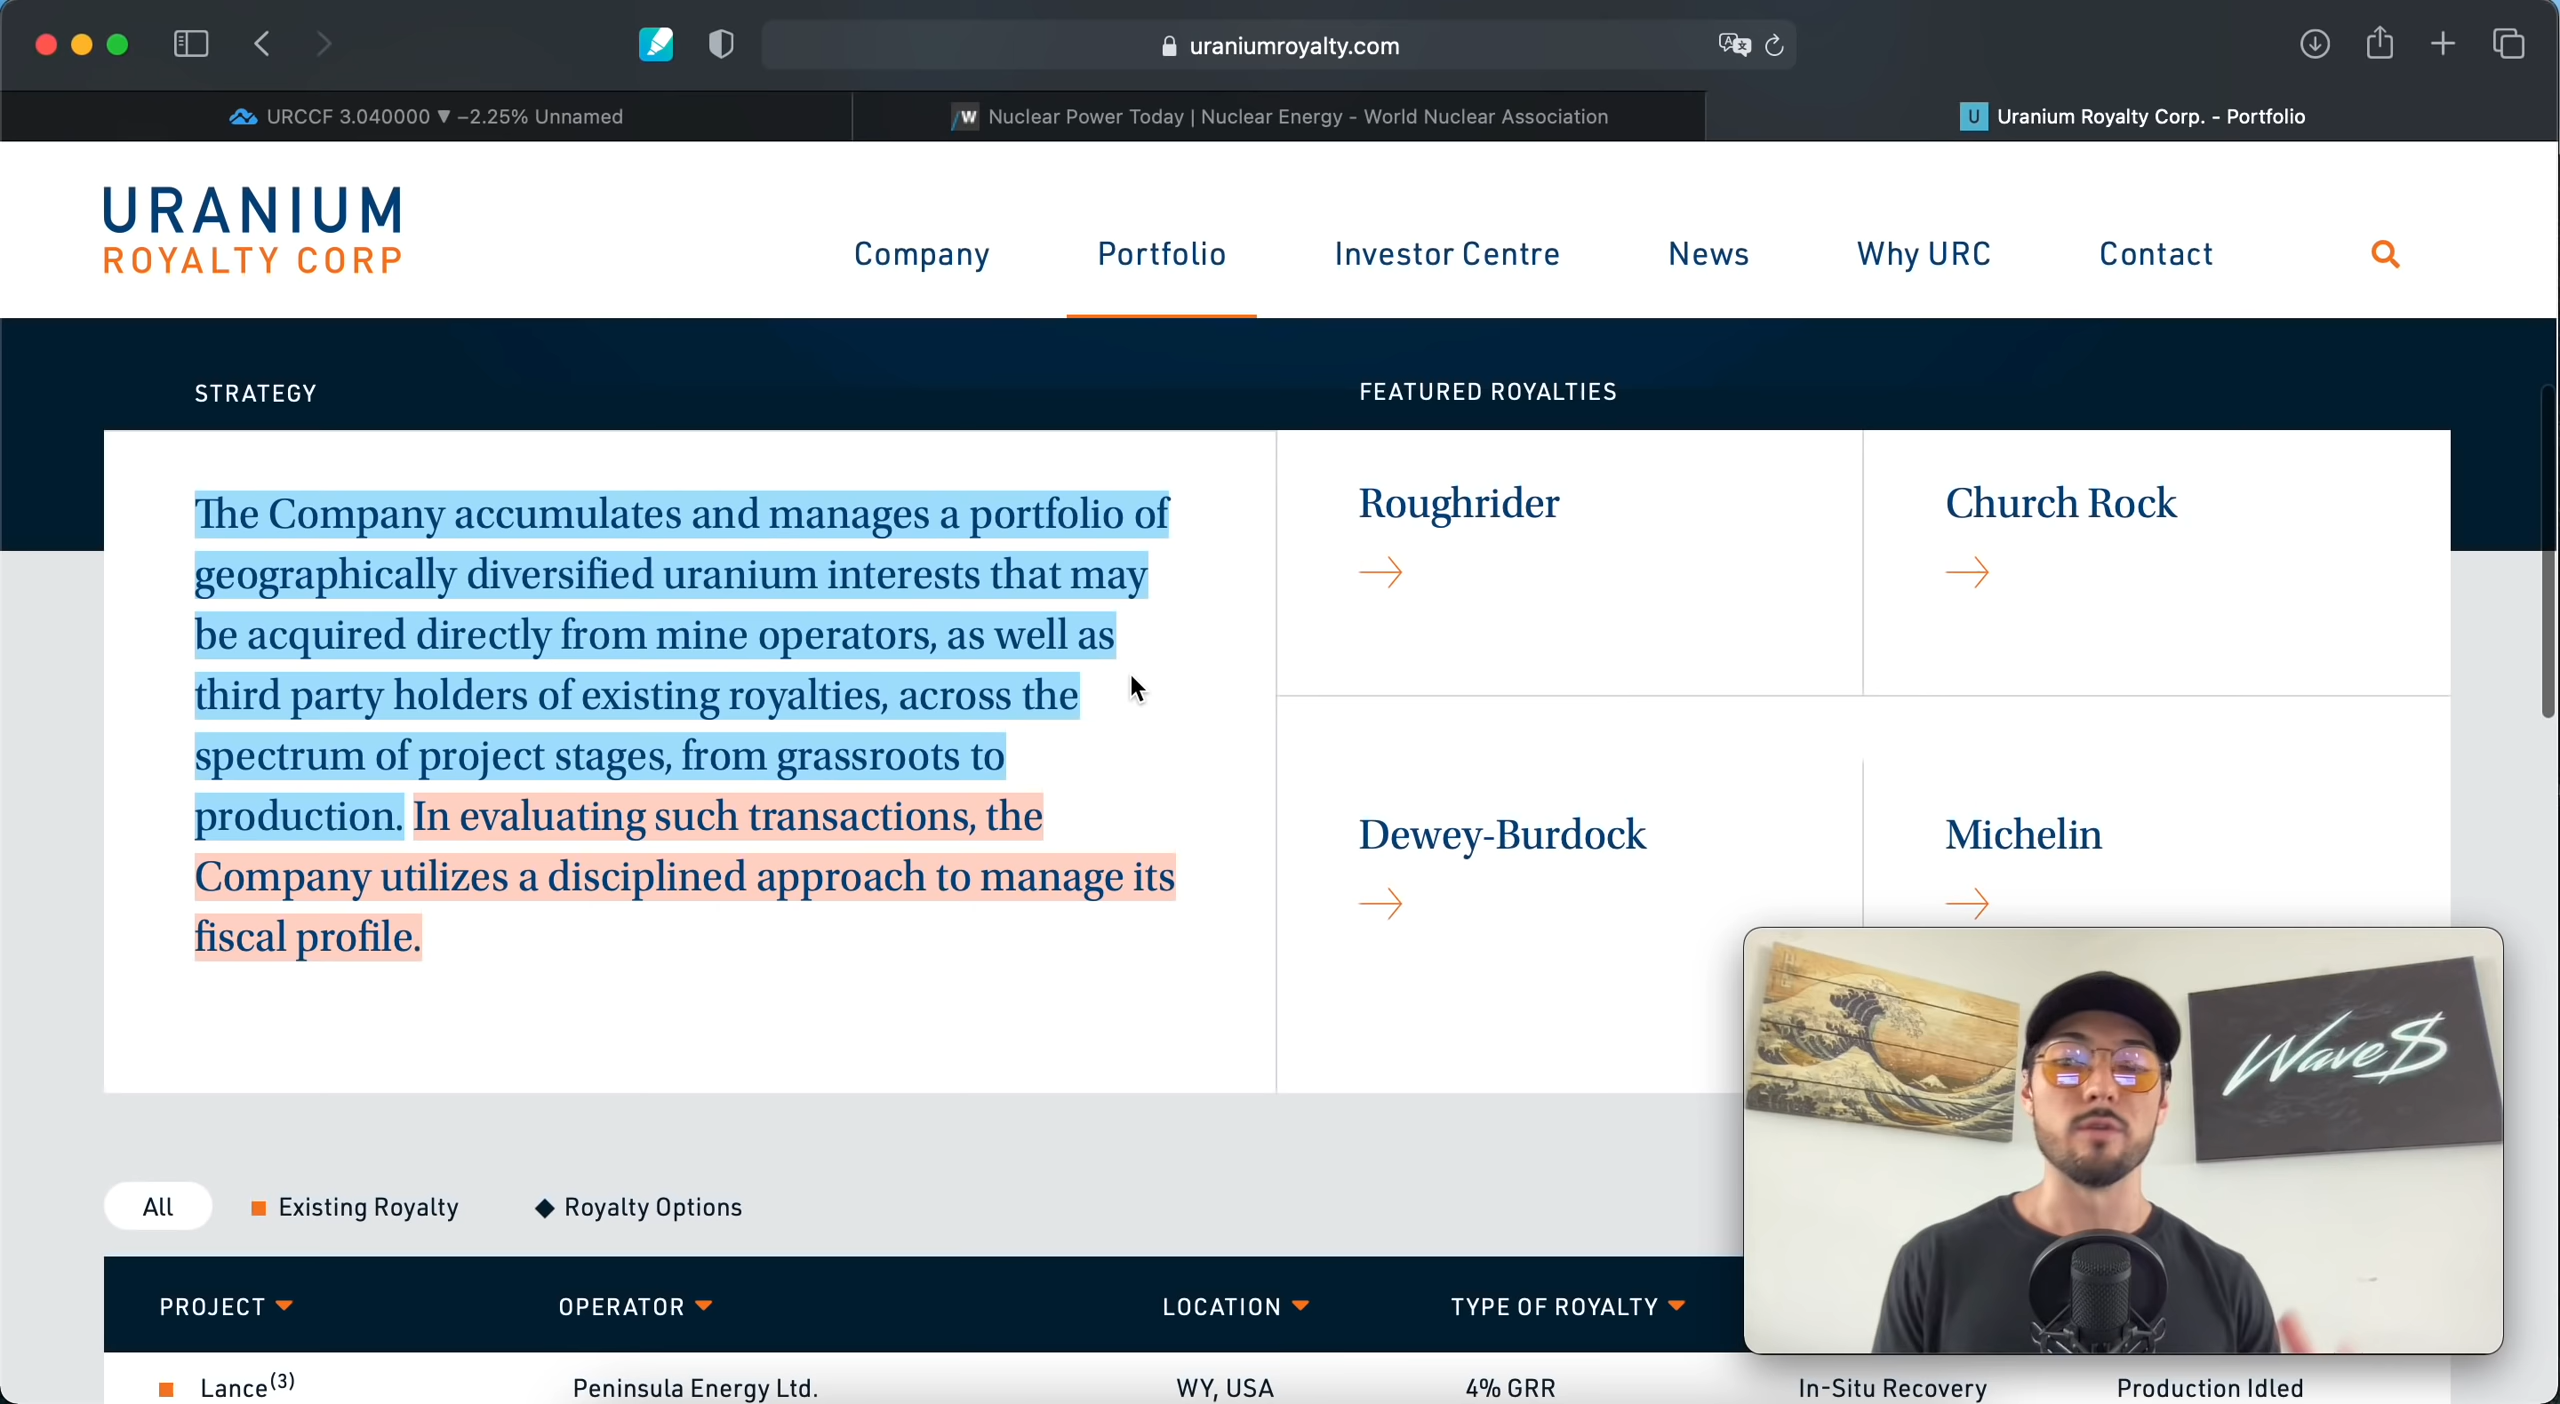 uraniumroyalty.com
URCCF 3.040000 ▼ −2.25% Unnamed
Nuclear Power Today | Nuclear Energy - World Nuclear Association
U Uranium Royalty Corp. - Portfolio
URANIUM
ROYALTY CORP
Company Portfolio Investor Centre News Why URC Contact
STRATEGY
The Company accumulates and manages a portfolio of
geographically diversified uranium interests that may
be acquired directly from mine operators, as well as
third party holders of existing royalties, across the
spectrum of project stages, from grassroots to
production. In evaluating such transactions, the
Company utilizes a disciplined approach to manage its
fiscal profile.
FEATURED ROYALTIES
Roughrider
Church Rock
Dewey-Burdock
Michelin
Wave$
All Existing Royalty Royalty Options
PROJECT OPERATOR LOCATION TYPE OF ROYALTY
Lance(3) Peninsula Energy Ltd. WY, USA 4% GRR In-Situ Recovery Production Idled